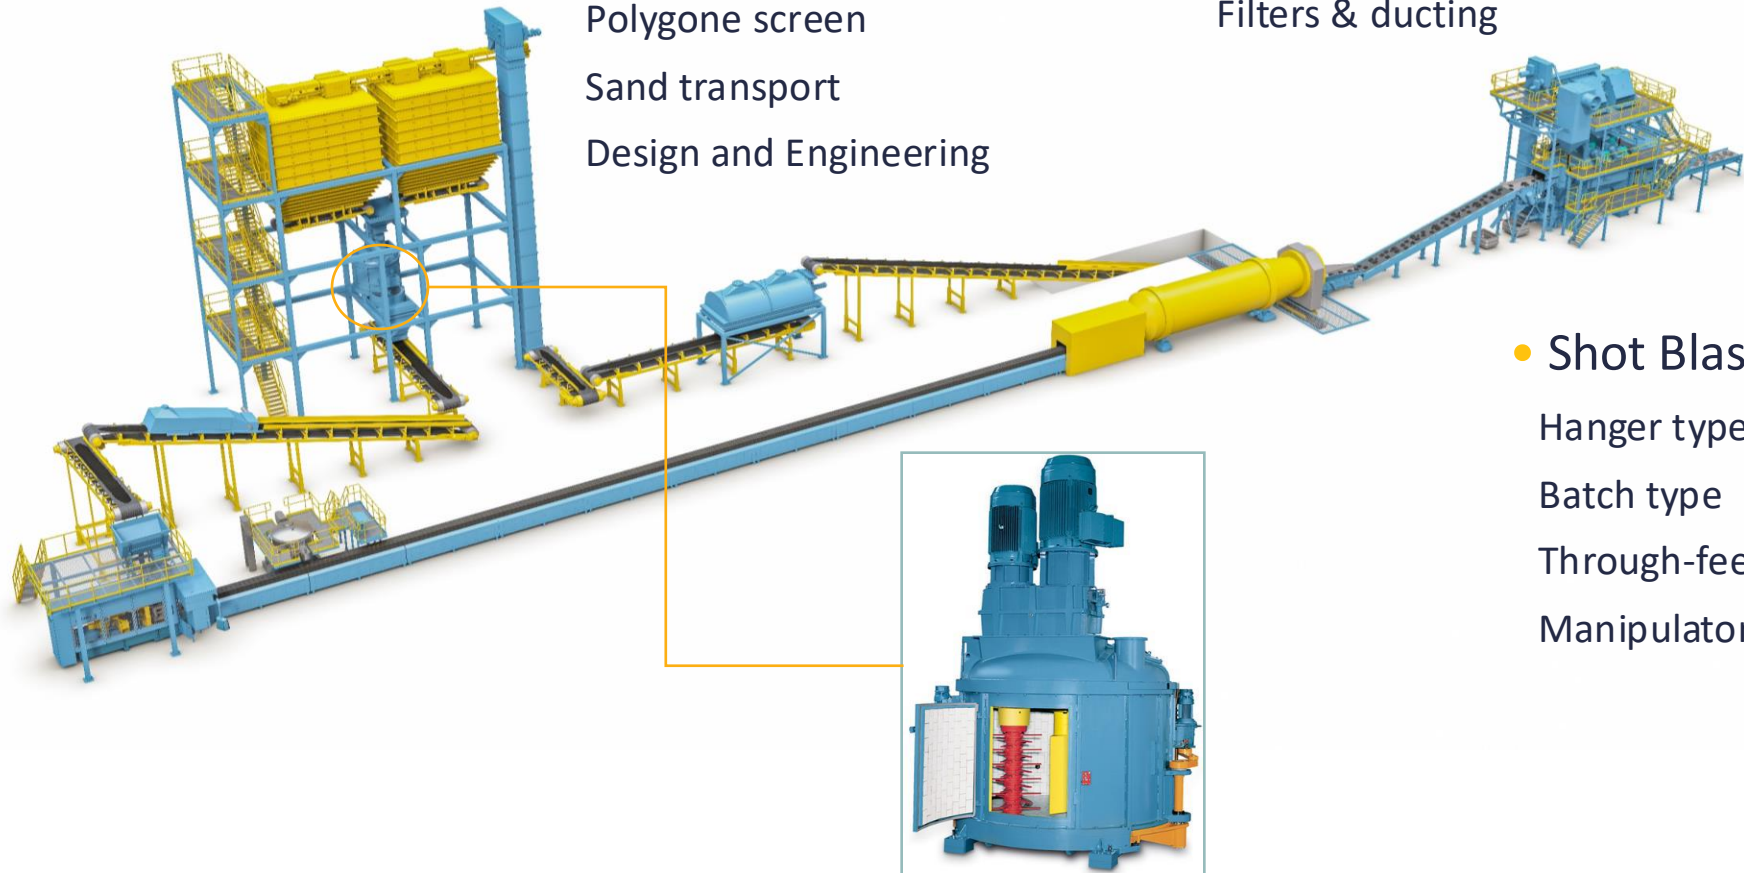 Polygone screen
Sand transport
Design and Engineering
Filters & ducting
• Shot Blas
Hanger type
Batch type
Through-fee
Manipulator